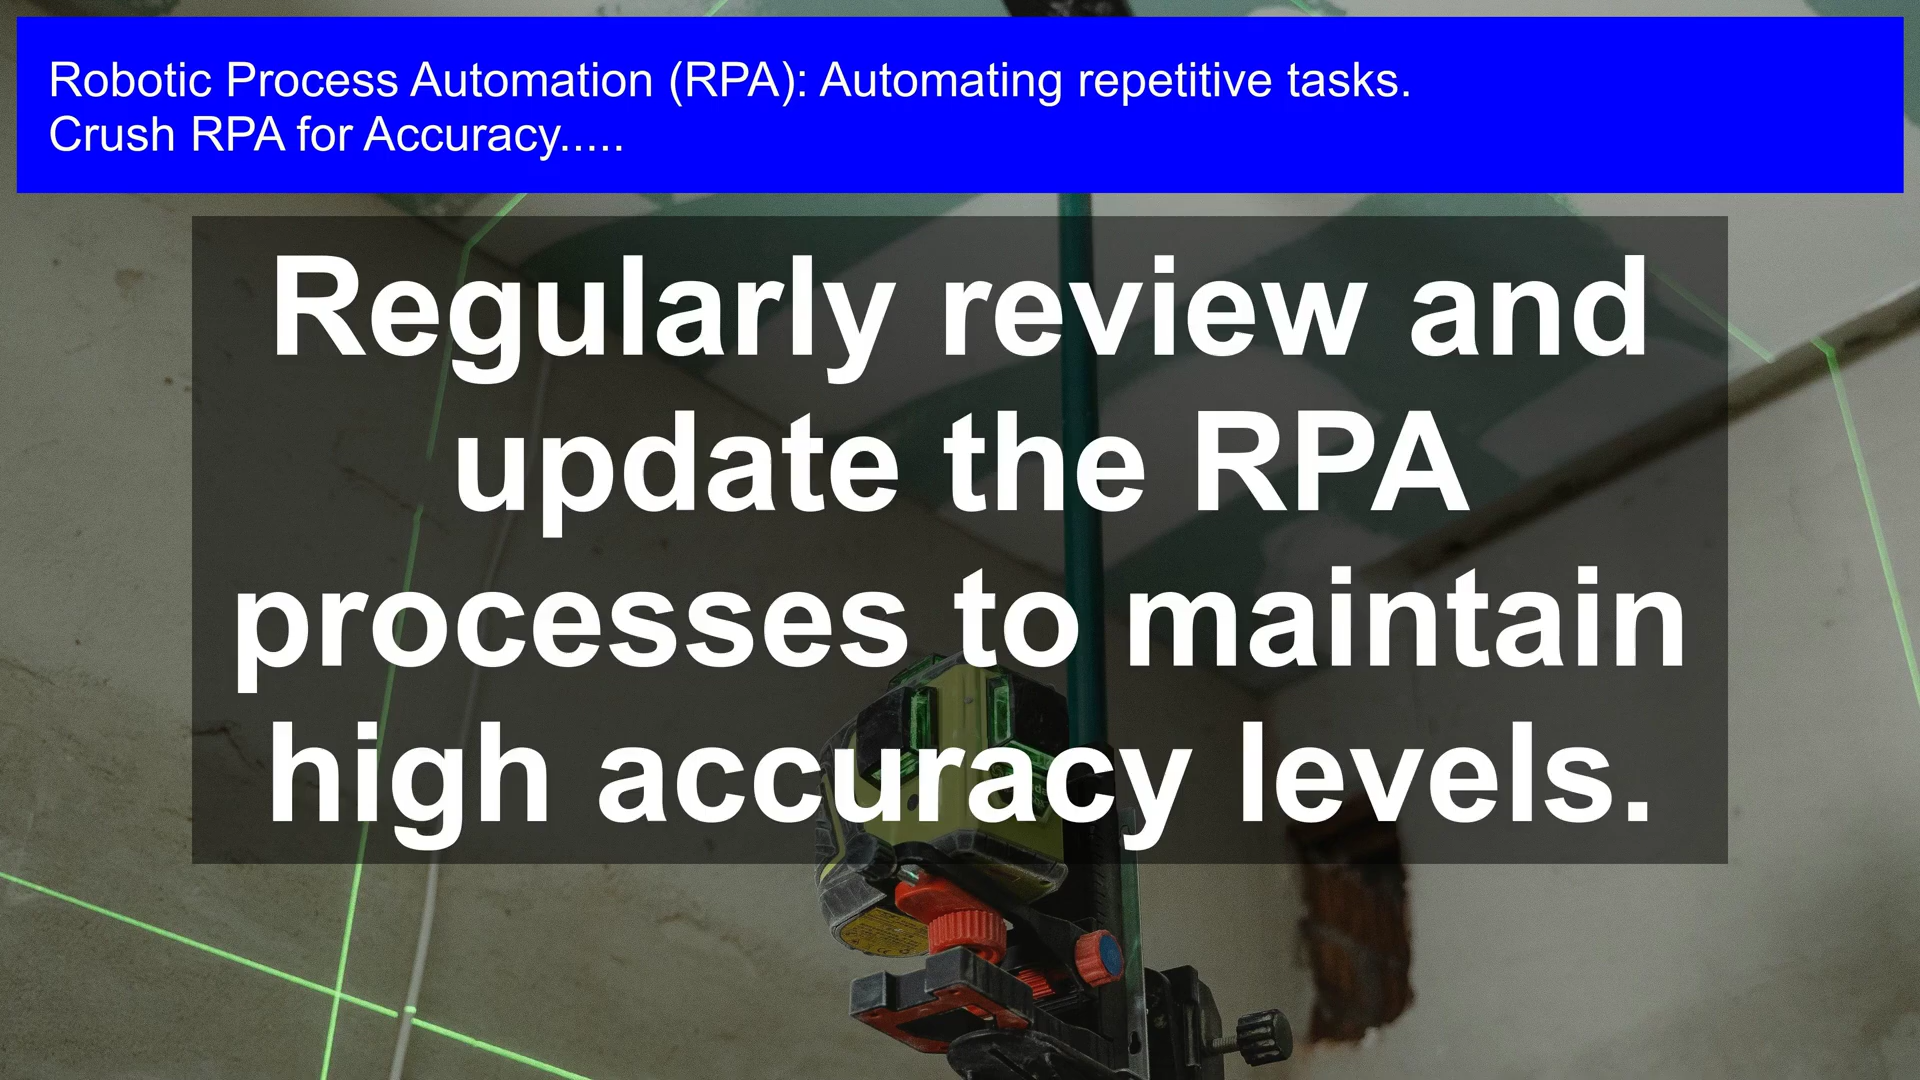 Robotic Process Automation (RPA): Automating repetitive tasks.
Crush RPA for Accuracy.....
Regularly review and
update the RPA
processes to maintain
high accuracy levels.